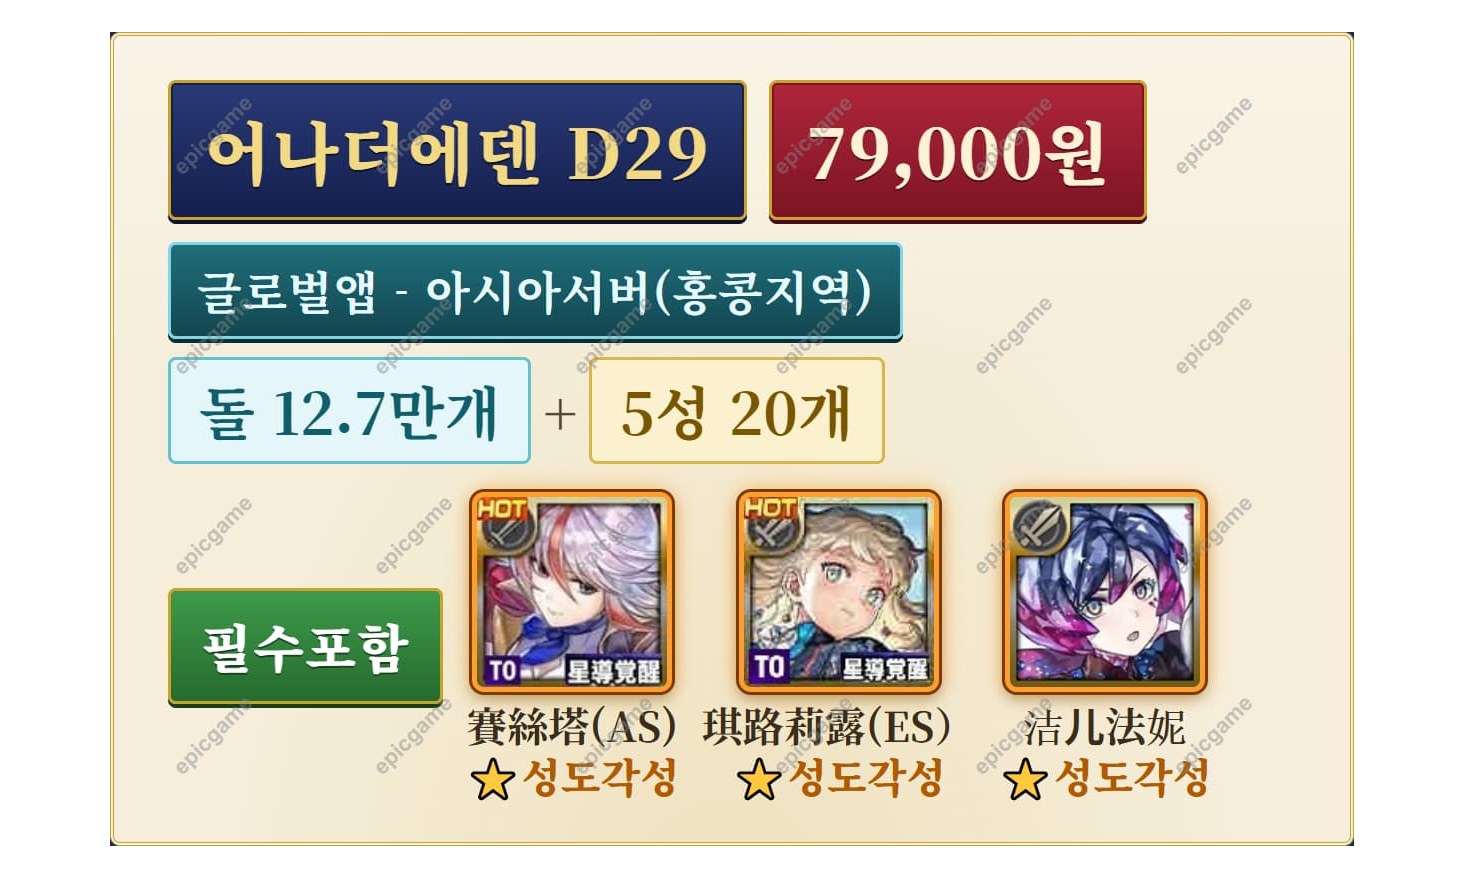 어나더에덴 D29
79,000원
글로벌앱 - 아시아서버(홍콩지역)
돌 12.7만개 + 5성 20개
필수포함
HOT
T0 星導覚醒
HOT
T0 星導覚醒
賽絲塔(AS)
琪路莉露(ES)
洁儿法妮
성도각성
성도각성
성도각성
epicgame